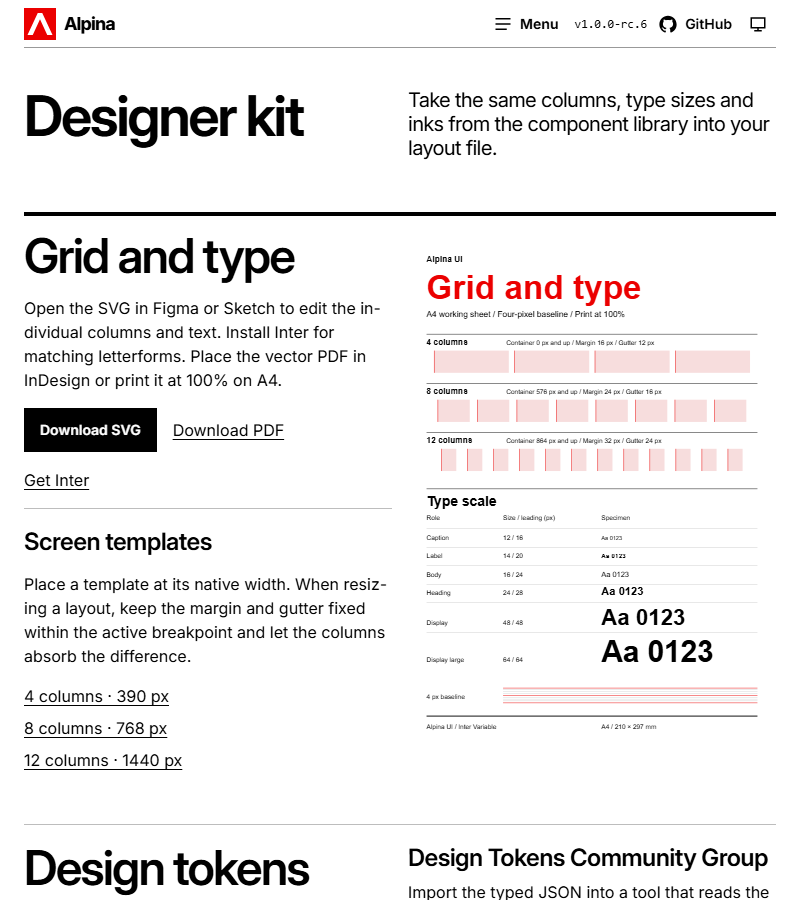 Alpina
Menu
v1.0.0-rc.6
GitHub
Designer kit
Take the same columns, type sizes and
inks from the component library into your
layout file.
Grid and type
Open the SVG in Figma or Sketch to edit the in-
dividual columns and text. Install Inter for
matching letterforms. Place the vector PDF in
InDesign or print it at 100% on A4.
Download SVG
Download PDF
Get Inter
Screen templates
Place a template at its native width. When resiz-
ing a layout, keep the margin and gutter fixed
within the active breakpoint and let the columns
absorb the difference.
4 columns · 390 px
8 columns · 768 px
12 columns · 1440 px
Alpina UI
Grid and type
A4 working sheet / Four-pixel baseline / Print at 100%
4 columns Container 0 px and up / Margin 16 px / Gutter 12 px
8 columns Container 576 px and up / Margin 24 px / Gutter 16 px
12 columns Container 864 px and up / Margin 32 px / Gutter 24 px
Type scale
Role Size / leading (px) Specimen
Caption 12 / 16 Aa 0123
Label 14 / 20 Aa 0123
Body 16 / 24 Aa 0123
Heading 24 / 28 Aa 0123
Display 48 / 48 Aa 0123
Display large 64 / 64 Aa 0123
4 px baseline
Alpina UI / Inter Variable A4 / 210 × 297 mm
Design tokens
Design Tokens Community Group
Import the typed JSON into a tool that reads the